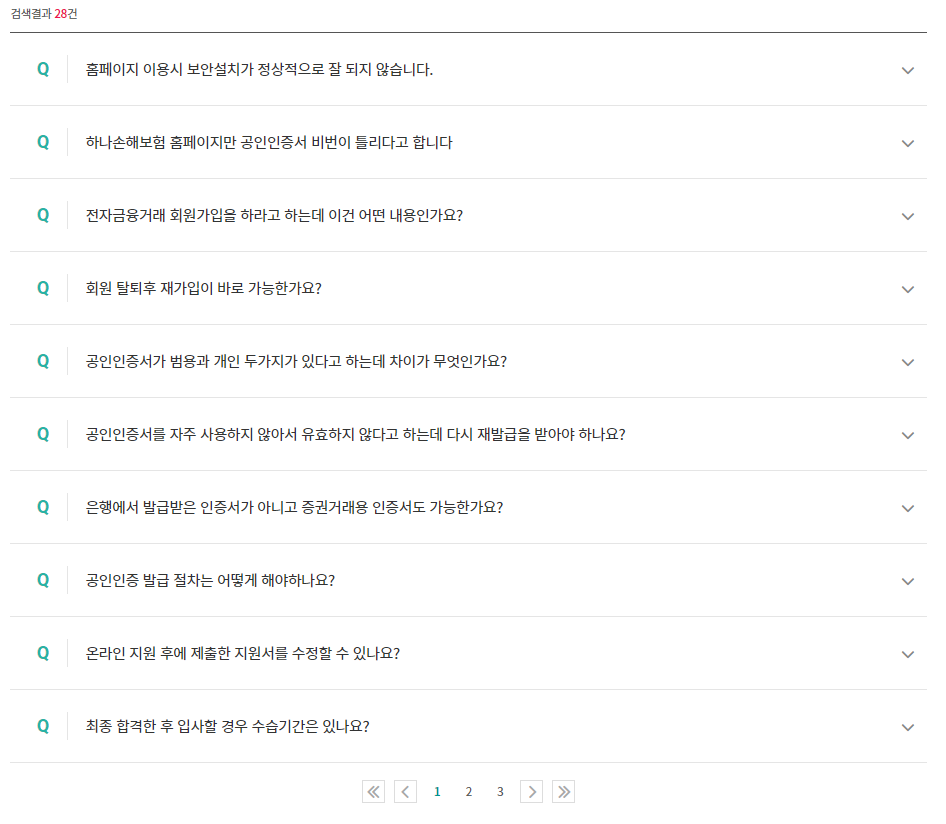 검색결과 28건
Q 홈페이지 이용시 보안설치가 정상적으로 잘 되지 않습니다.
Q 하나손해보험 홈페이지만 공인인증서 비번이 틀리다고 합니다
Q 전자금융거래 회원가입을 하라고 하는데 이건 어떤 내용인가요?
Q 회원 탈퇴후 재가입이 바로 가능한가요?
Q 공인인증서가 범용과 개인 두가지가 있다고 하는데 차이가 무엇인가요?
Q 공인인증서를 자주 사용하지 않아서 유효하지 않다고 하는데 다시 재발급을 받아야 하나요?
Q 은행에서 발급받은 인증서가 아니고 증권거래용 인증서도 가능한가요?
Q 공인인증 발급 절차는 어떻게 해야하나요?
Q 온라인 지원 후에 제출한 지원서를 수정할 수 있나요?
Q 최종 합격한 후 입사할 경우 수습기간은 있나요?
1 2 3